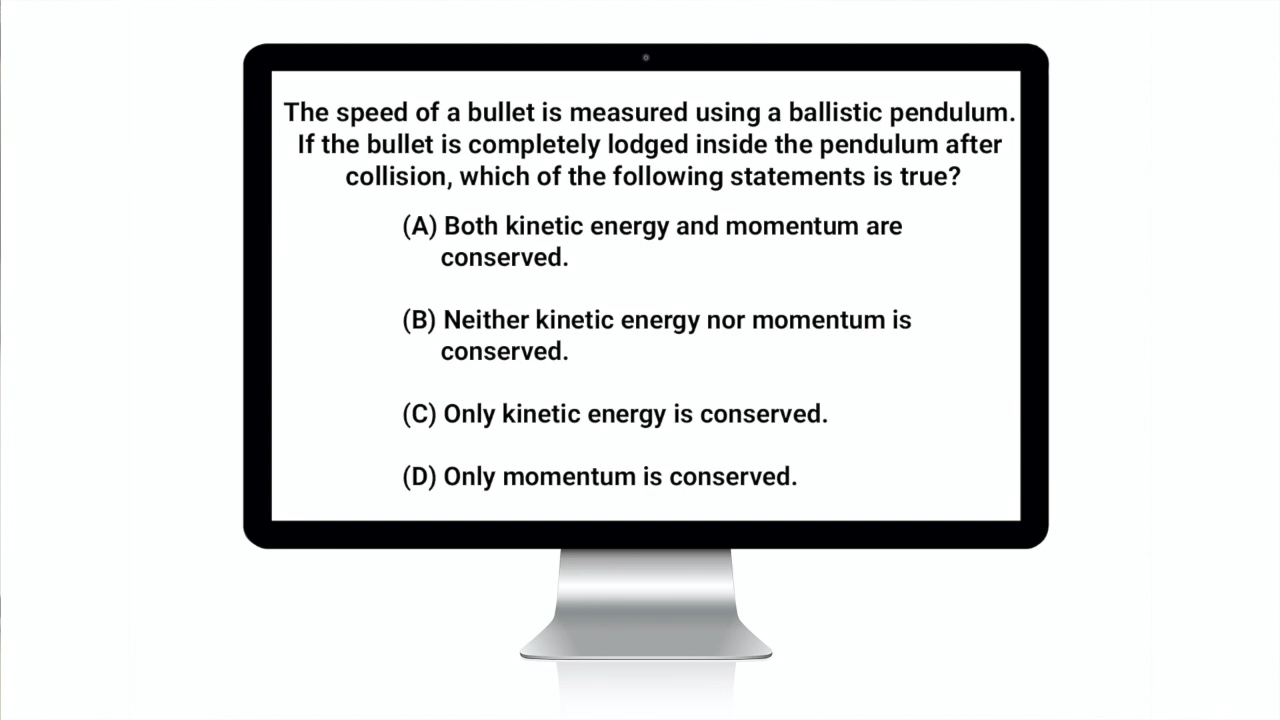 The speed of a bullet is measured using a ballistic pendulum.
If the bullet is completely lodged inside the pendulum after
collision, which of the following statements is true?
(A) Both kinetic energy and momentum are
conserved.
(B) Neither kinetic energy nor momentum is
conserved.
(C) Only kinetic energy is conserved.
(D) Only momentum is conserved.